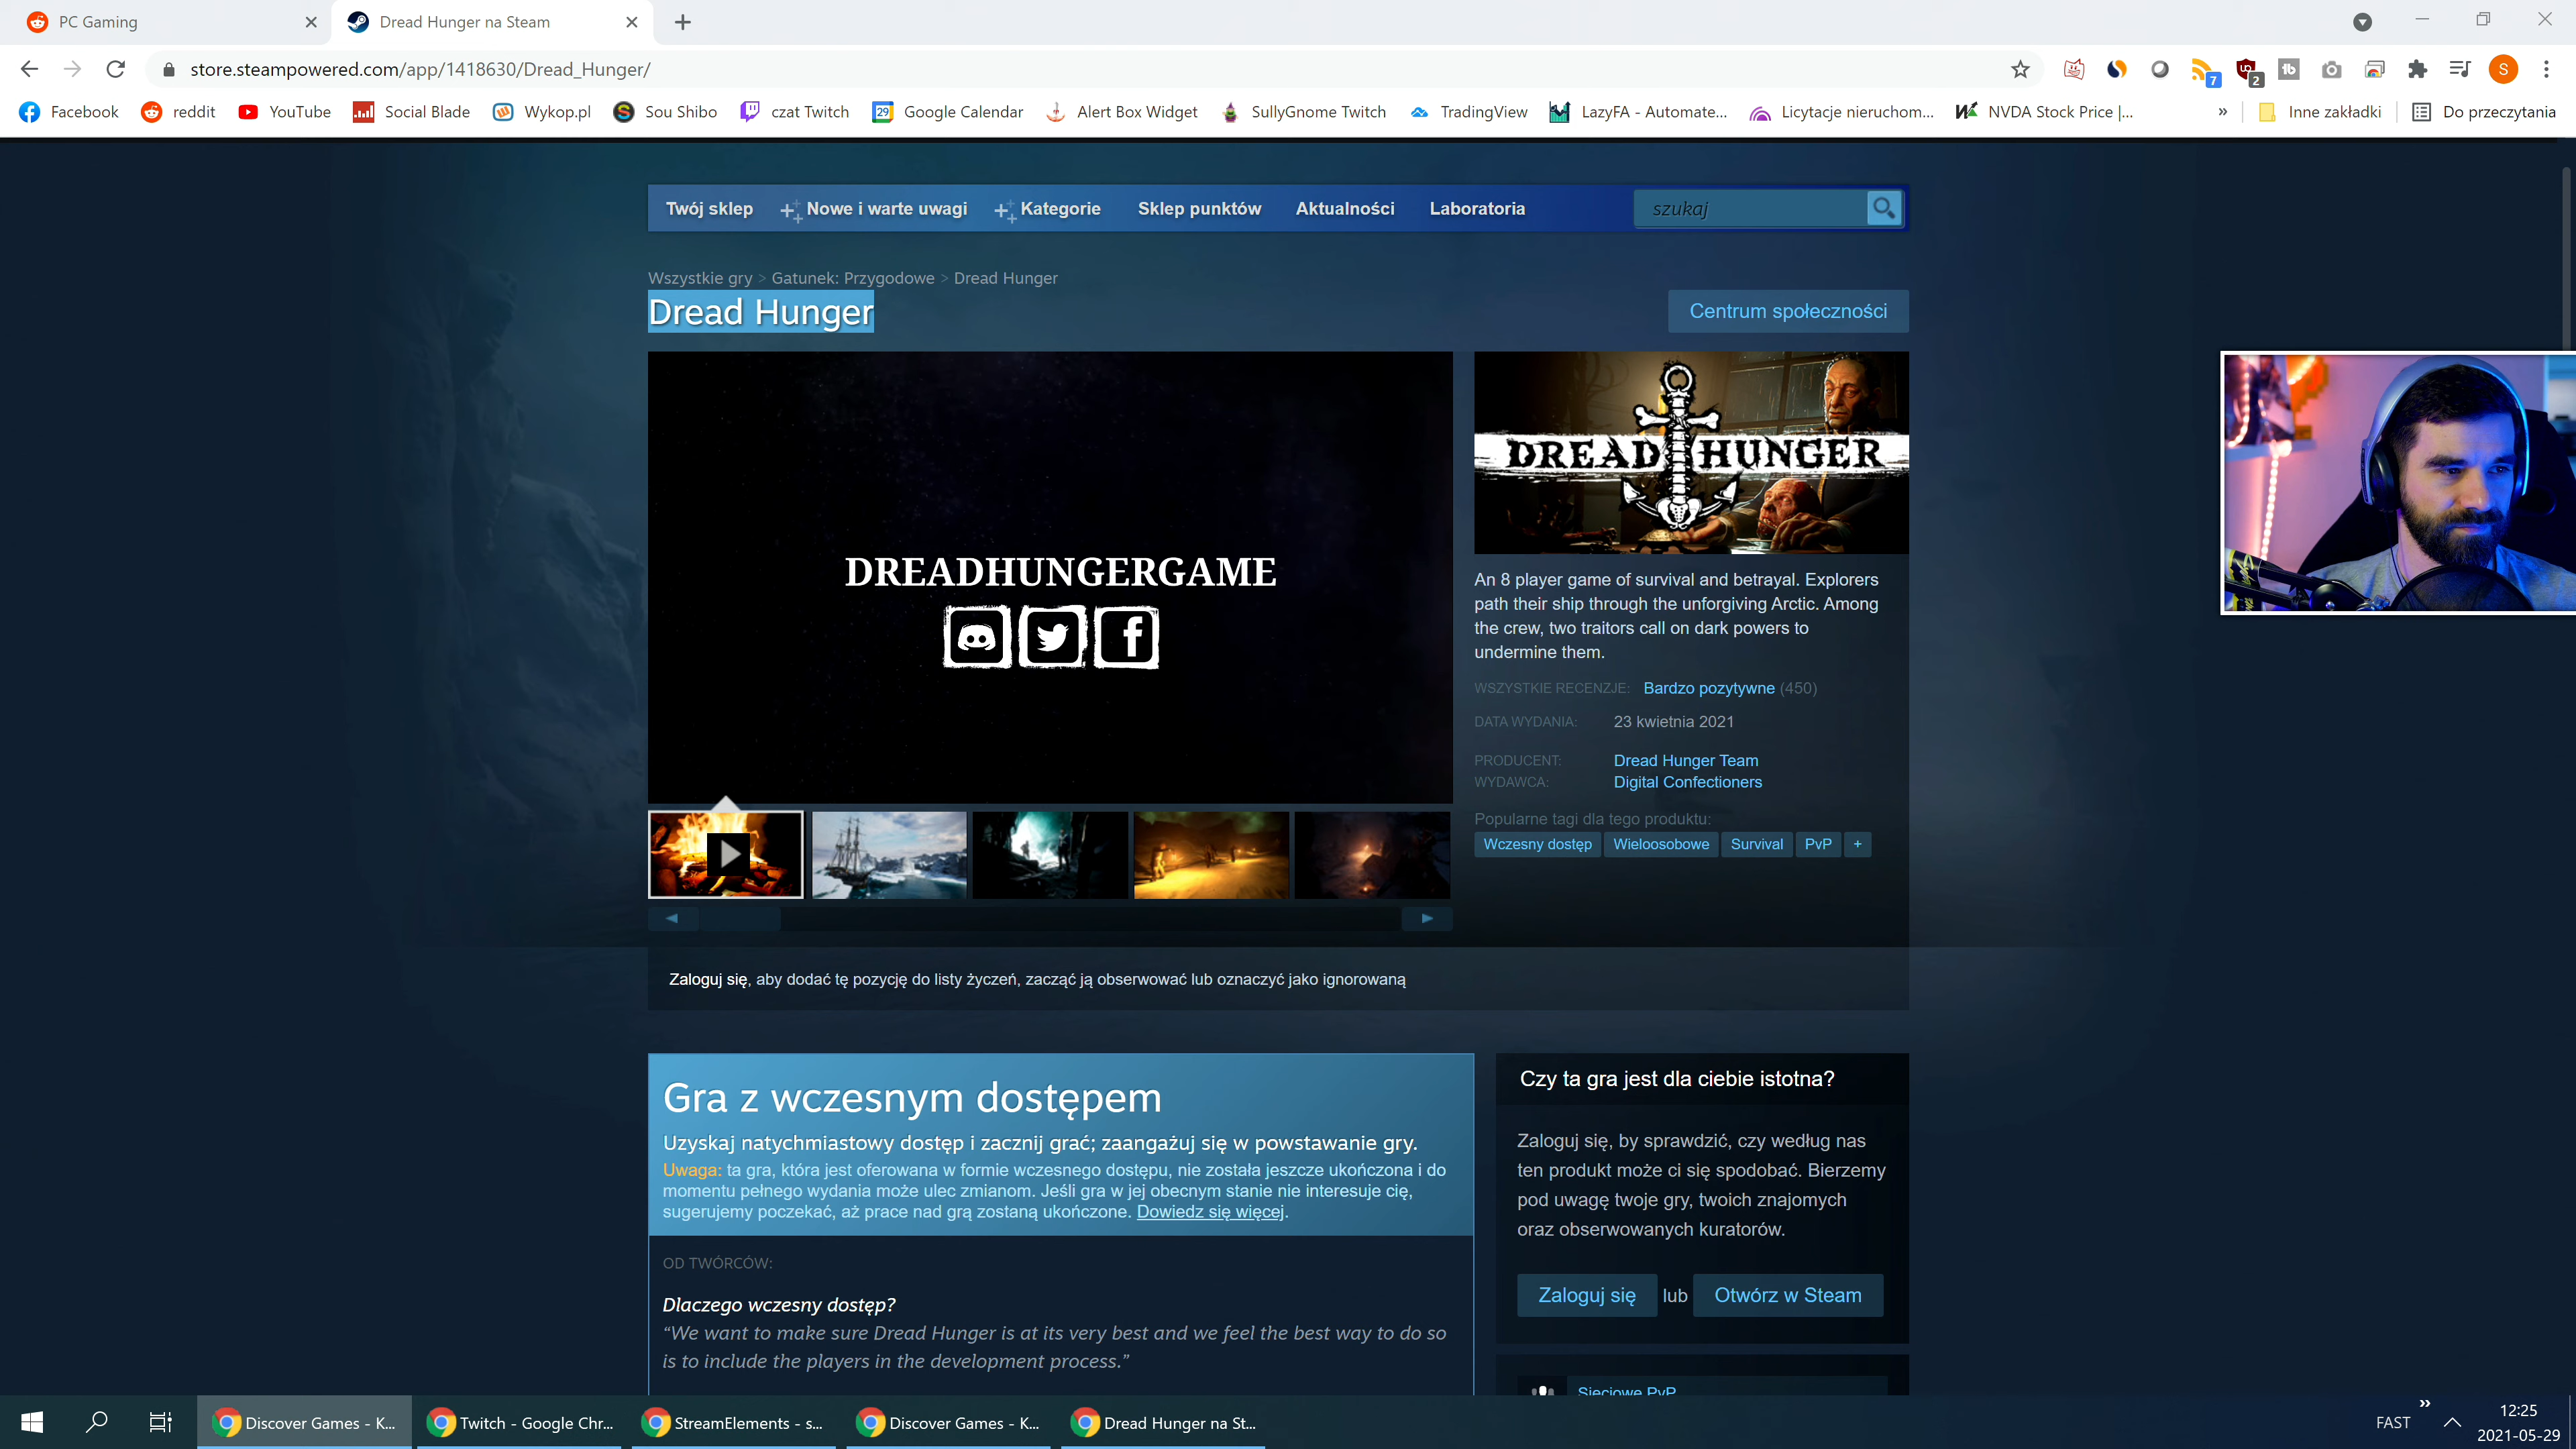 PC Gaming
Dread Hunger na Steam
store.steampowered.com/app/1418630/Dread_Hunger/
7
2
S
Facebook
reddit
YouTube
Social Blade
Wykop.pl
Sou Shibo
czat Twitch
29
Google Calendar
Alert Box Widget
SullyGnome Twitch
TradingView
LazyFA - Automate...
Licytacje nieruchom...
NVDA Stock Price |...
»
Inne zakładki
Do przeczytania
Twój sklep
Nowe i warte uwagi
Kategorie
Sklep punktów
Aktualności
Laboratoria
szukaj
Wszystkie gry > Gatunek: Przygodowe > Dread Hunger
Dread Hunger
Centrum społeczności
DREADHUNGERGAME
DREAD HUNGER
An 8 player game of survival and betrayal. Explorers
path their ship through the unforgiving Arctic. Among
the crew, two traitors call on dark powers to
undermine them.
WSZYSTKIE RECENZJE: Bardzo pozytywne (450)
DATA WYDANIA: 23 kwietnia 2021
PRODUCENT: Dread Hunger Team
WYDAWCA: Digital Confectioners
Popularne tagi dla tego produktu:
Wczesny dostęp
Wieloosobowe
Survival
PvP
+
Zaloguj się, aby dodać tę pozycję do listy życzeń, zacząć ją obserwować lub oznaczyć jako ignorowaną
Gra z wczesnym dostępem
Uzyskaj natychmiastowy dostęp i zacznij grać; zaangażuj się w powstawanie gry.
Uwaga: ta gra, która jest oferowana w formie wczesnego dostępu, nie została jeszcze ukończona i do
momentu pełnego wydania może ulec zmianom. Jeśli gra w jej obecnym stanie nie interesuje cię,
sugerujemy poczekać, aż prace nad grą zostaną ukończone. Dowiedz się więcej.
OD TWÓRCÓW:
Dlaczego wczesny dostęp?
“We want to make sure Dread Hunger is at its very best and we feel the best way to do so
is to include the players in the development process.”
Czy ta gra jest dla ciebie istotna?
Zaloguj się, by sprawdzić, czy według nas
ten produkt może ci się spodobać. Bierzemy
pod uwagę twoje gry, twoich znajomych
oraz obserwowanych kuratorów.
Zaloguj się lub Otwórz w Steam
Sieciowe PvP
Discover Games - K...
Twitch - Google Chr...
StreamElements - s...
Discover Games - K...
Dread Hunger na St...
FAST
»
12:25
2021-05-29